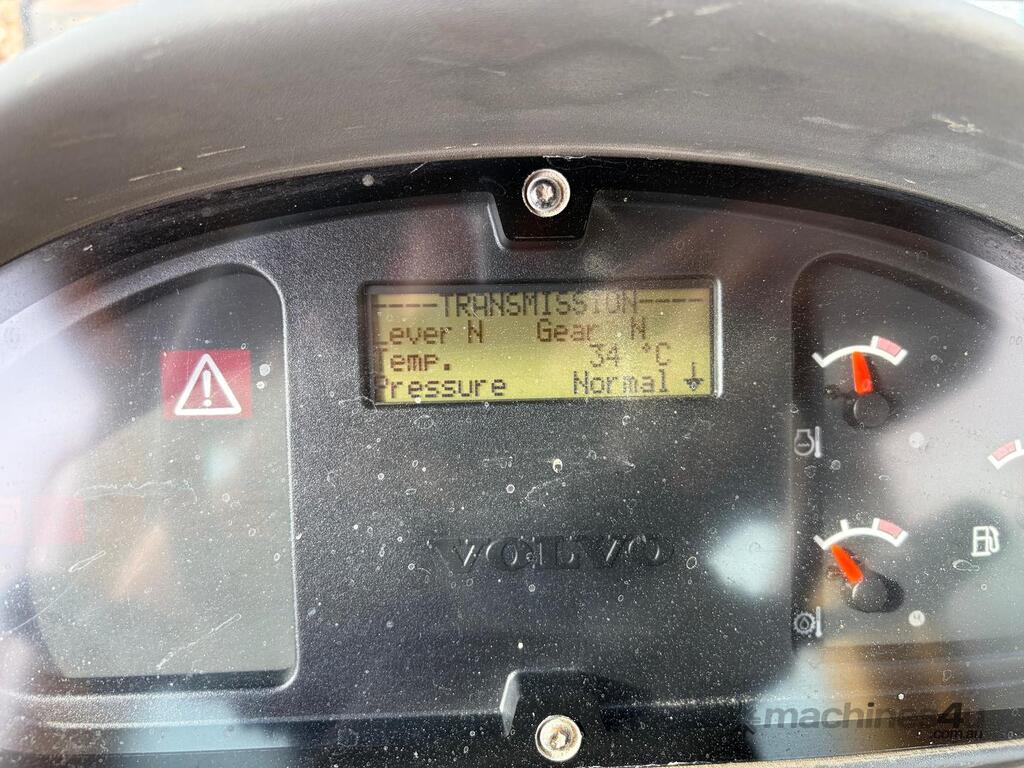 ----TRANSMISSION----
Lever N Gear N
Temp. 34 °C
Pressure Normal
VOLVO
machines4u
.com.au